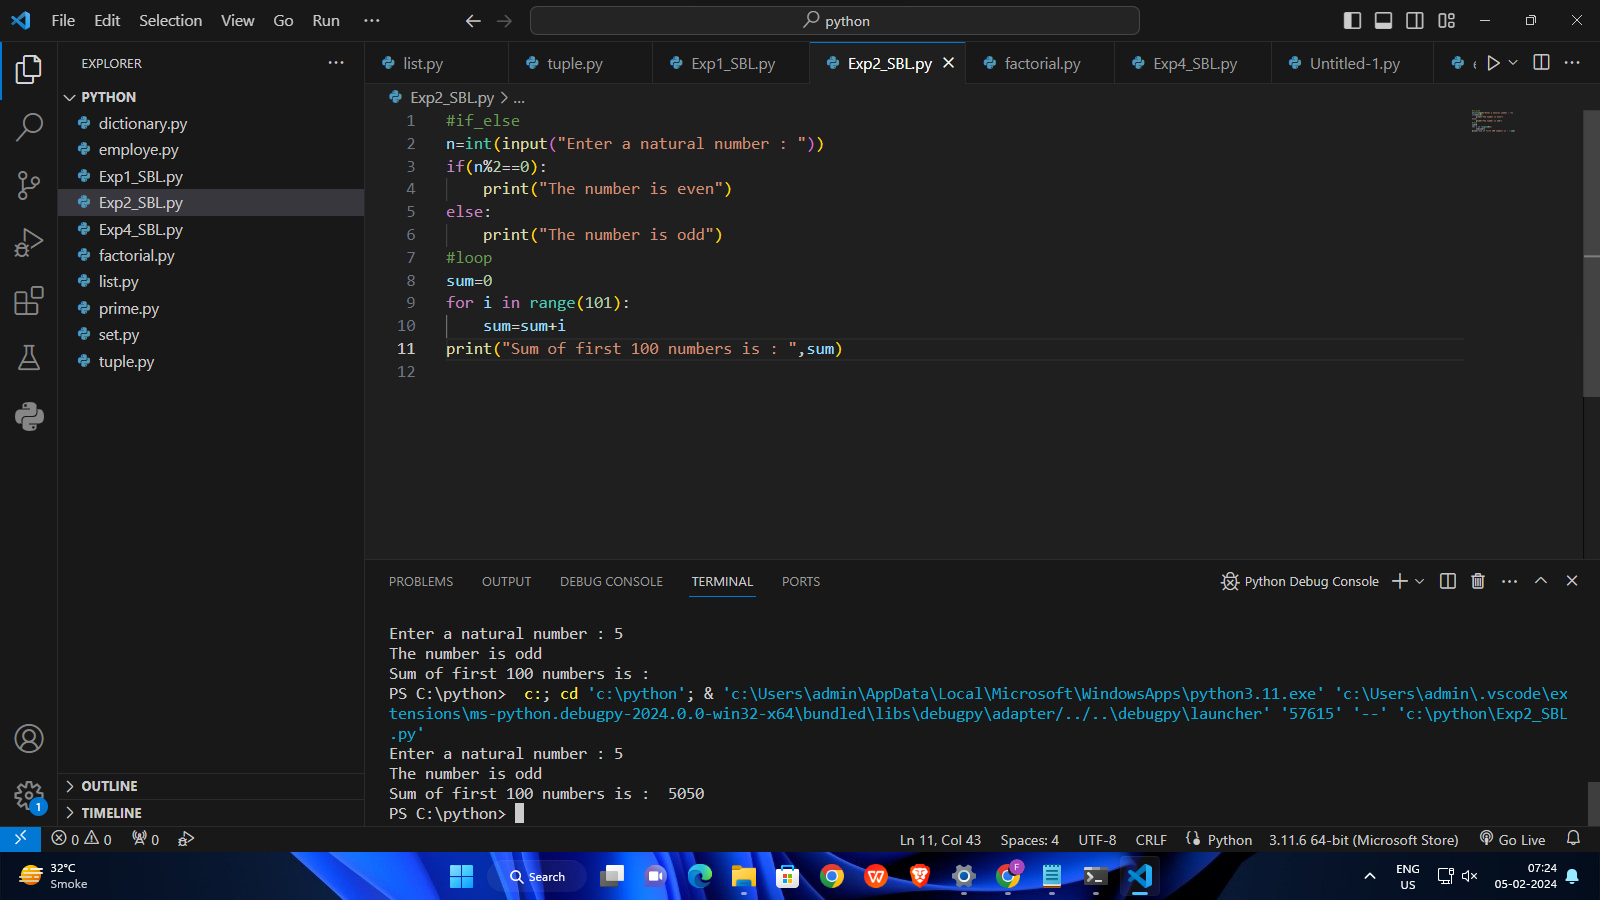 File Edit Selection View Go Run ···
python
EXPLORER ···
PYTHON
dictionary.py
employe.py
Exp1_SBL.py
Exp2_SBL.py
Exp4_SBL.py
factorial.py
list.py
prime.py
set.py
tuple.py
OUTLINE
TIMELINE
list.py tuple.py Exp1_SBL.py Exp2_SBL.py factorial.py Exp4_SBL.py Untitled-1.py
Exp2_SBL.py > ...
1 #if_else
2 n=int(input("Enter a natural number : "))
3 if(n%2==0):
4 print("The number is even")
5 else:
6 print("The number is odd")
7 #loop
8 sum=0
9 for i in range(101):
10 sum=sum+i
11 print("Sum of first 100 numbers is : ",sum)
12
PROBLEMS OUTPUT DEBUG CONSOLE TERMINAL PORTS
Python Debug Console
Enter a natural number : 5
The number is odd
Sum of first 100 numbers is :
PS C:\python>  c:; cd 'c:\python'; & 'c:\Users\admin\AppData\Local\Microsoft\WindowsApps\python3.11.exe' 'c:\Users\admin\.vscode\ex
tensions\ms-python.debugpy-2024.0.0-win32-x64\bundled\libs\debugpy\adapter/../..\debugpy\launcher' '57615' '--' 'c:\python\Exp2_SBL
.py'
Enter a natural number : 5
The number is odd
Sum of first 100 numbers is :  5050
PS C:\python>
1
0 0 0
Ln 11, Col 43 Spaces: 4 UTF-8 CRLF Python 3.11.6 64-bit (Microsoft Store) Go Live
32°C
Smoke
Search
F
ENG
US
07:24
05-02-2024